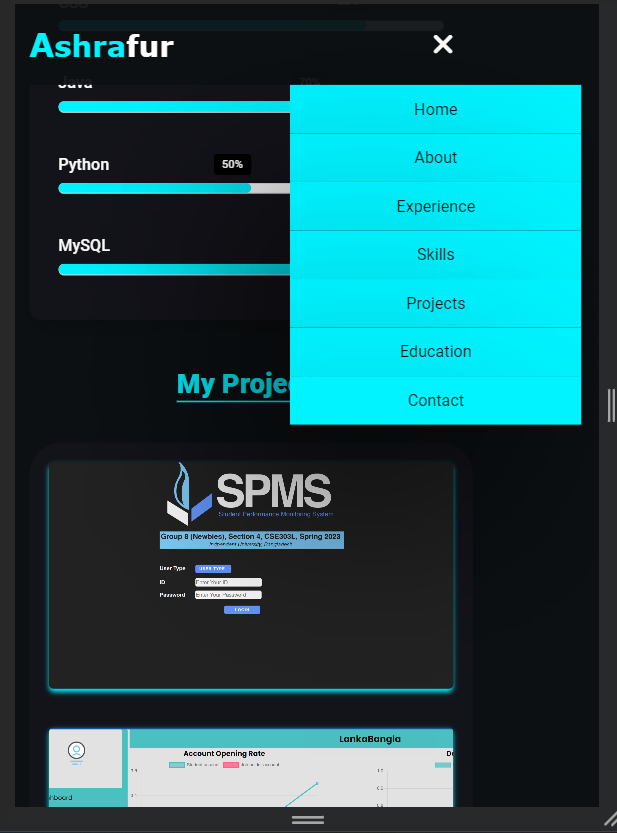 Ashrafur
Java
70%
Home
About
Python
50%
Experience
MySQL
Skills
Projects
Education
My Proje
Contact
SPMS
Student Performance Monitoring System
Group 8 (Newbies), Section 4, CSE303L, Spring 2023
Independent University, Bangladesh
User Type
USER TYPE
ID
Enter Your ID
Password
Enter Your Password
LOGIN
LankaBangla
Account Opening Rate
hboard